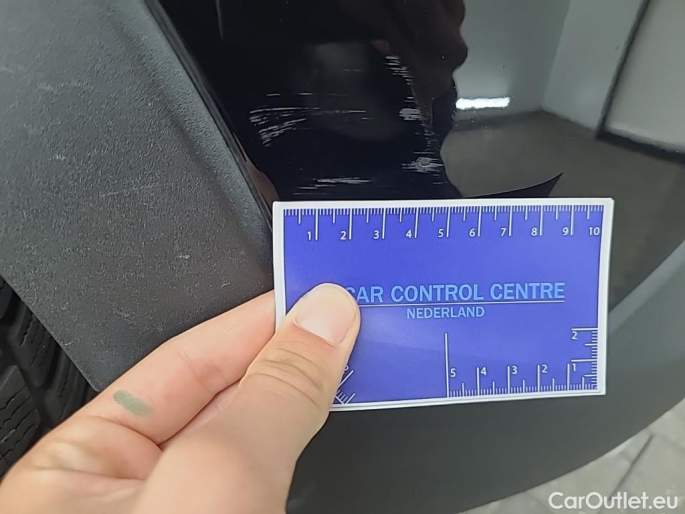 1 2 3 4 5 6 7 8 9 10
CAR CONTROL CENTRE
NEDERLAND
2
5 4 3 2 1
CarOutlet.eu